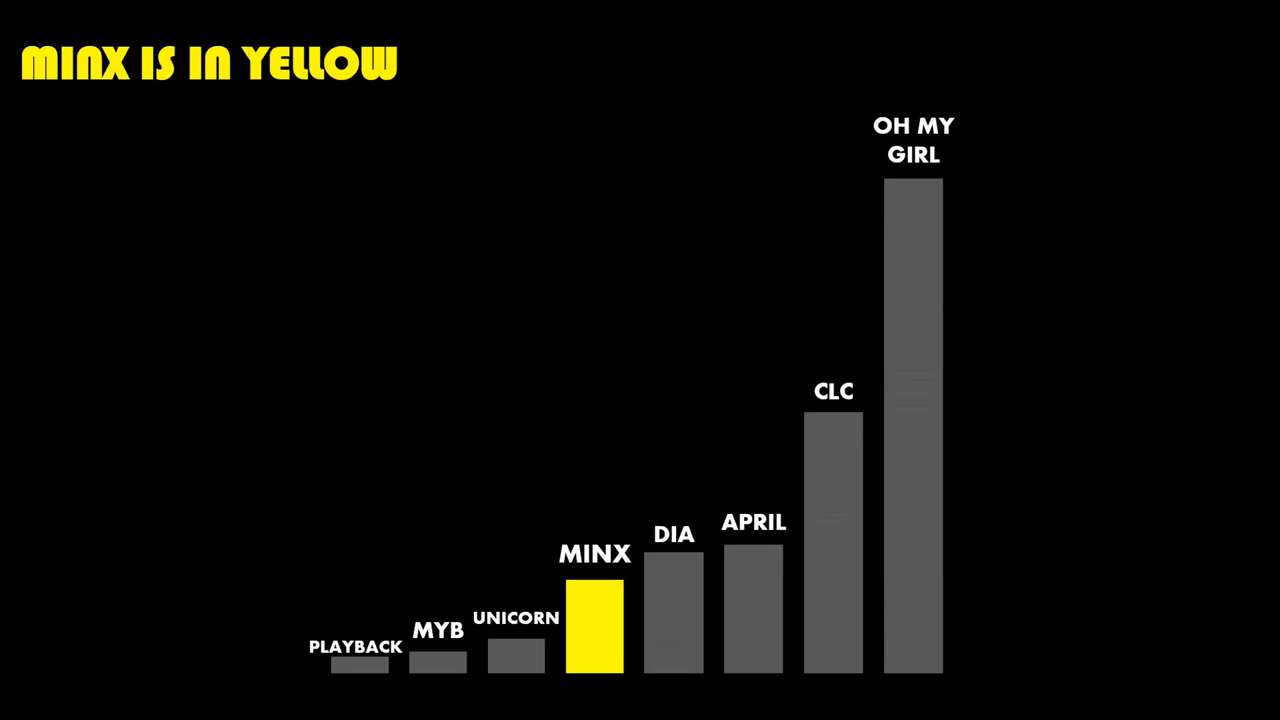 MINX IS IN YELLOW
OH MY
GIRL
CLC
APRIL
DIA
MINX
UNICORN
MYB
PLAYBACK